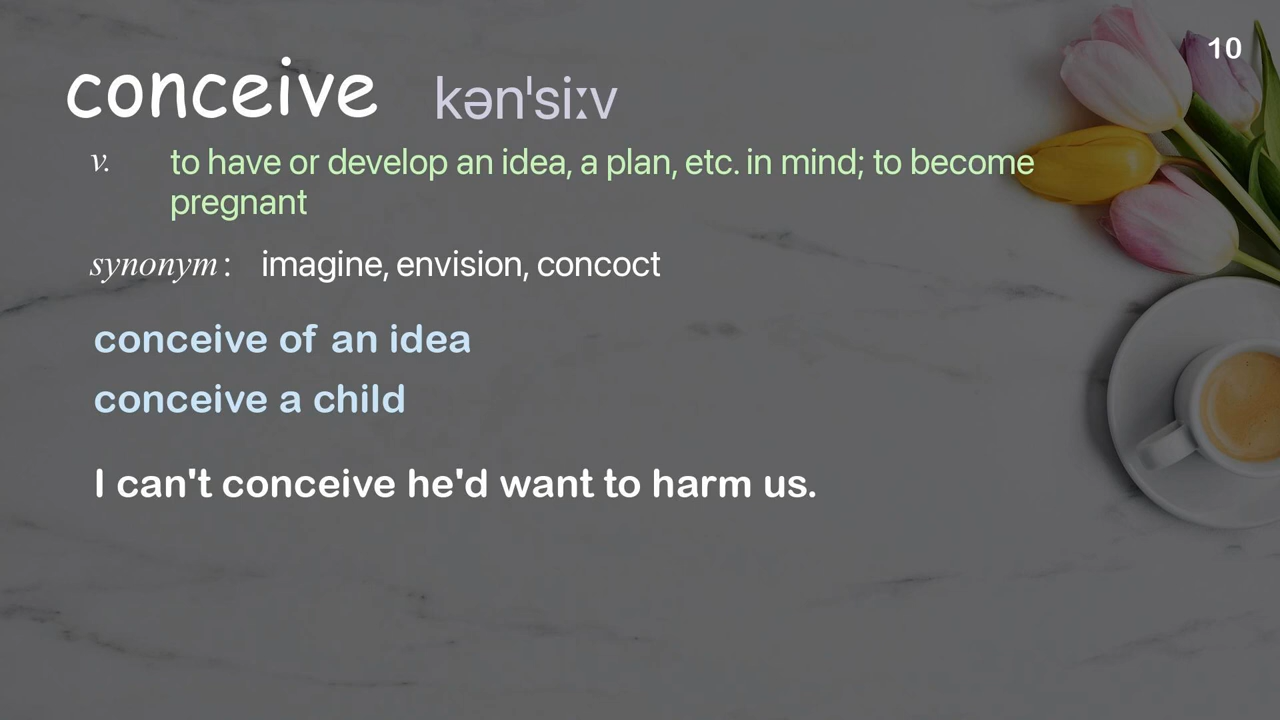 10
conceive kən'siːv
v. to have or develop an idea, a plan, etc. in mind; to become
pregnant
synonym : imagine, envision, concoct
conceive of an idea
conceive a child
I can't conceive he'd want to harm us.